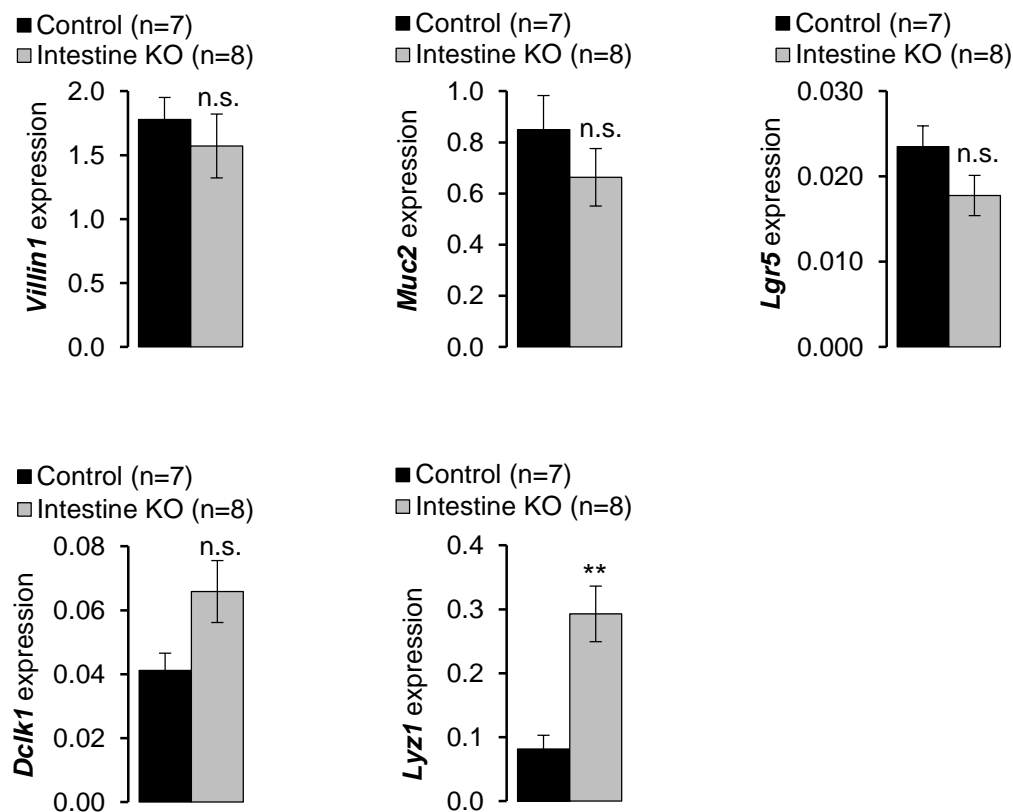 Control (n=7)
Intestine KO (n=8)
Villin1 expression
2.0
1.5
1.0
0.5
0.0
n.s.
Control (n=7)
Intestine KO (n=8)
Muc2 expression
1.0
0.8
0.6
0.4
0.2
0.0
n.s.
Control (n=7)
Intestine KO (n=8)
Lgr5 expression
0.030
0.020
0.010
0.000
n.s.
Control (n=7)
Intestine KO (n=8)
Dclk1 expression
0.08
0.06
0.04
0.02
0.00
n.s.
Control (n=7)
Intestine KO (n=8)
Lyz1 expression
0.4
0.3
0.2
0.1
0.0
**